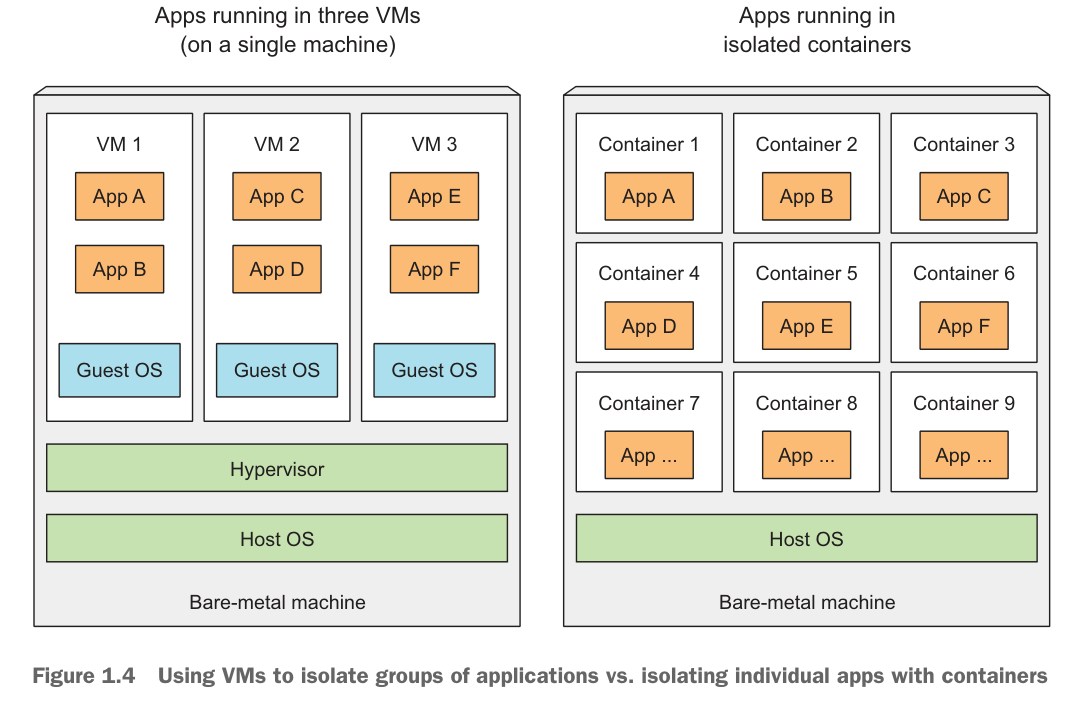 Apps running in three VMs
(on a single machine)
VM 1
App A
App B
Guest OS
VM 2
App C
App D
Guest OS
VM 3
App E
App F
Guest OS
Hypervisor
Host OS
Bare-metal machine
Apps running in
isolated containers
Container 1
App A
Container 2
App B
Container 3
App C
Container 4
App D
Container 5
App E
Container 6
App F
Container 7
App ...
Container 8
App ...
Container 9
App ...
Host OS
Bare-metal machine
Figure 1.4 Using VMs to isolate groups of applications vs. isolating individual apps with containers